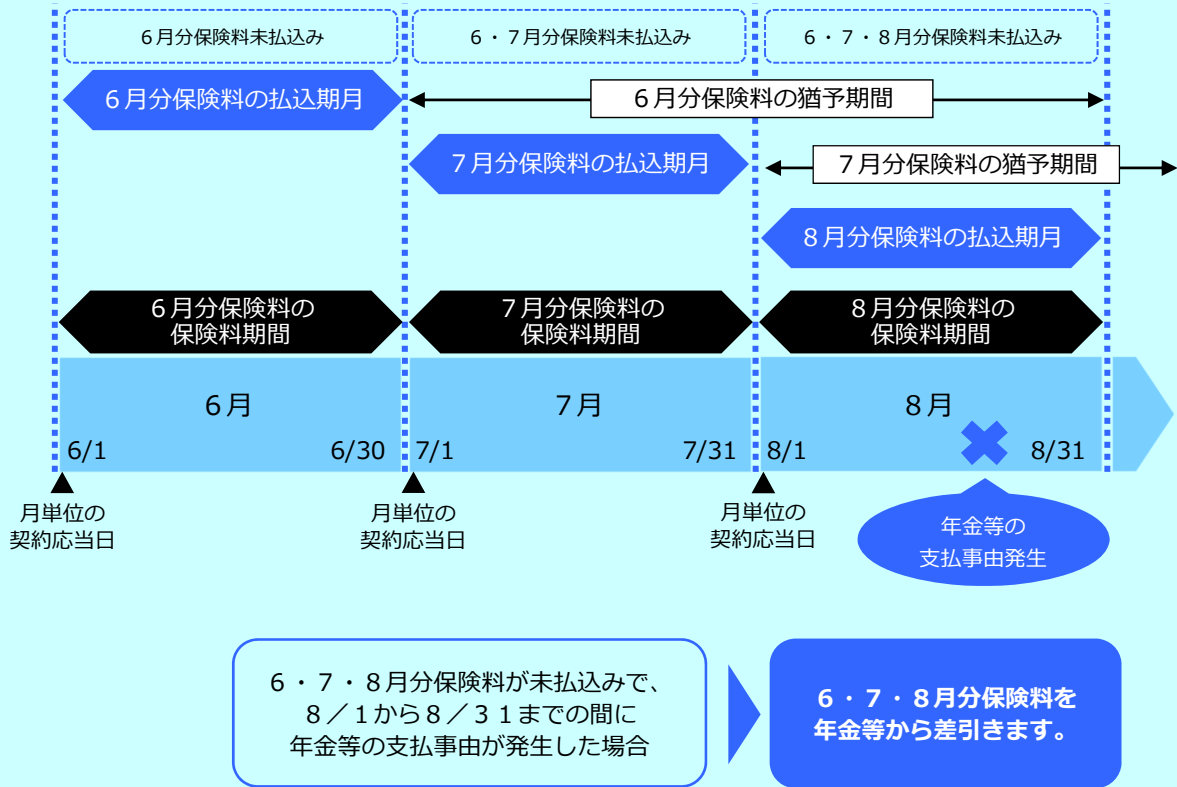 6月分保険料未払込み
6・7月分保険料未払込み
6・7・8月分保険料未払込み
6月分保険料の払込期月
6月分保険料の猶予期間
7月分保険料の払込期月
7月分保険料の猶予期間
8月分保険料の払込期月
6月分保険料の
保険料期間
7月分保険料の
保険料期間
8月分保険料の
保険料期間
6月
7月
8月
6/1
6/30
7/1
7/31
8/1
8/31
月単位の
契約応当日
月単位の
契約応当日
月単位の
契約応当日
年金等の
支払事由発生
6・7・8月分保険料が未払込みで、
8/1から8/31までの間に
年金等の支払事由が発生した場合
6・7・8月分保険料を
年金等から差引きます。